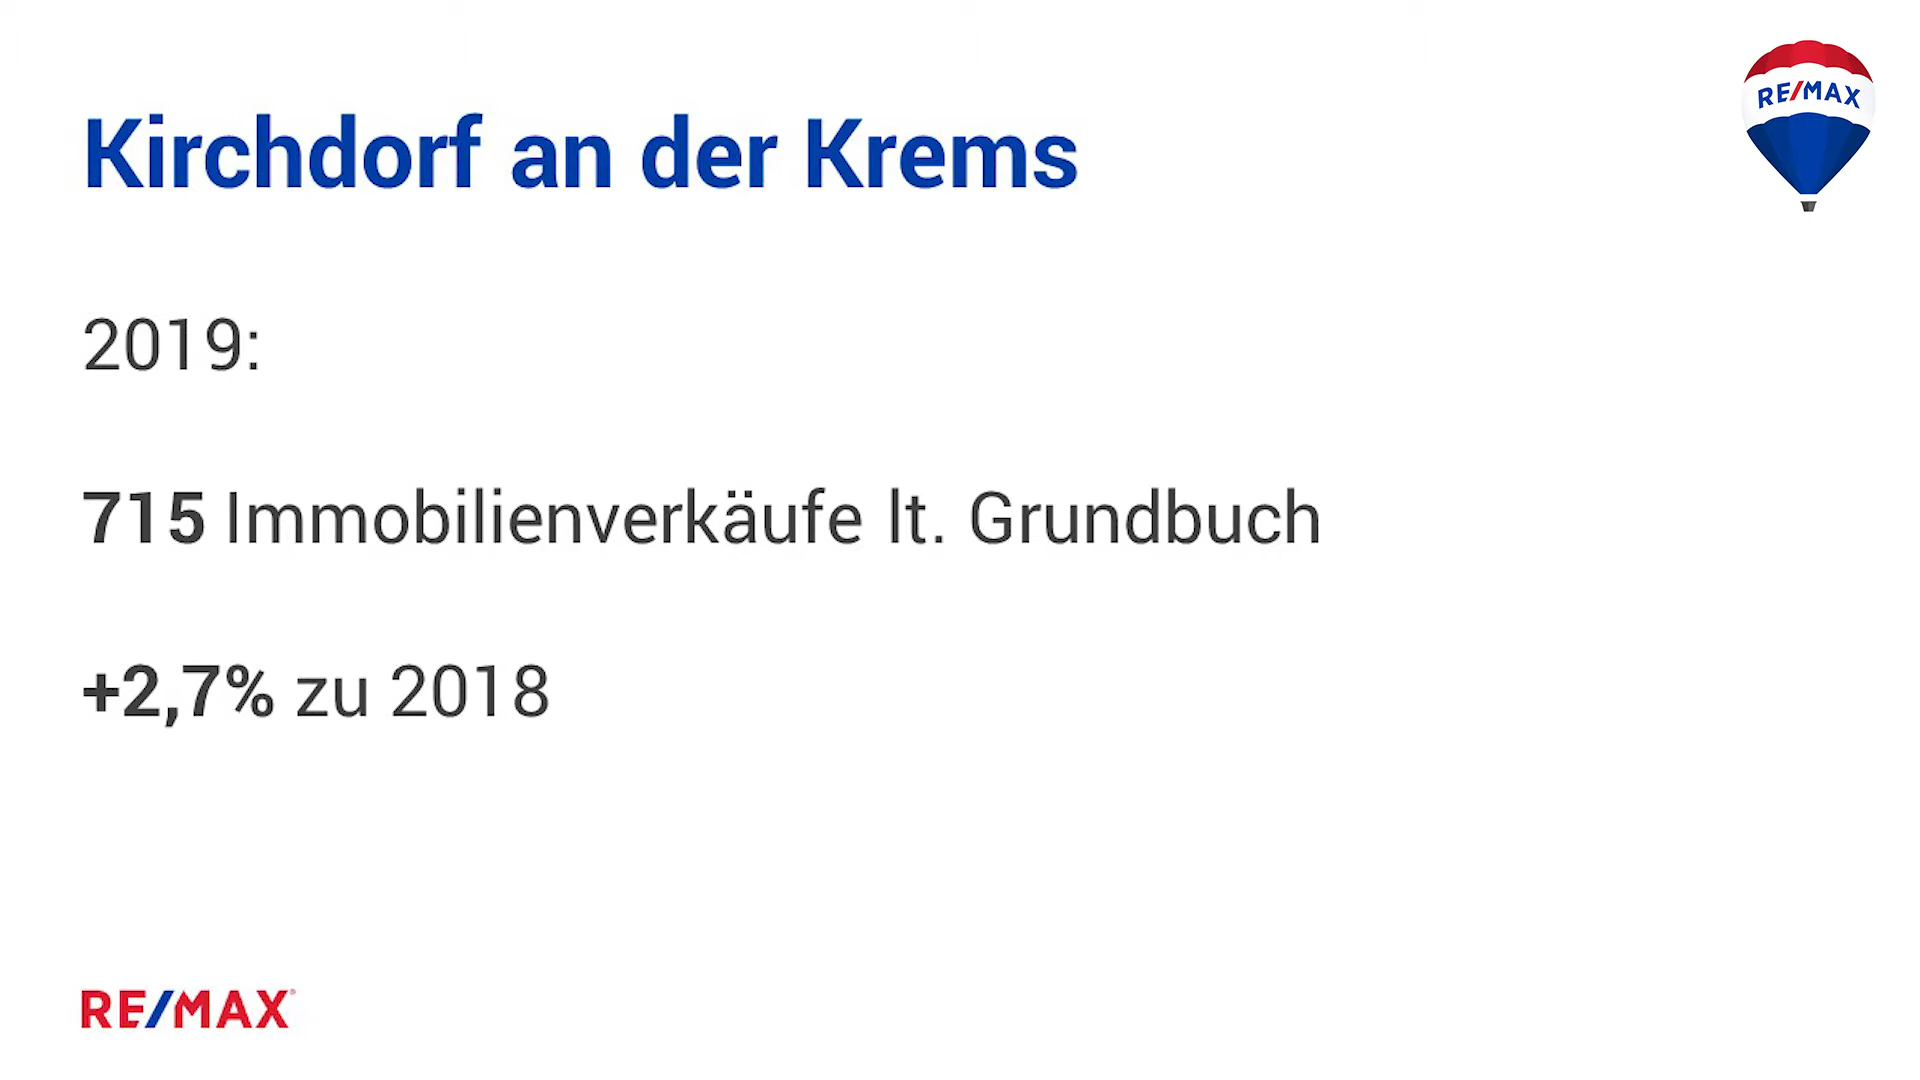 RE/MAX
Kirchdorf an der Krems
2019:
715 Immobilienverkäufe lt. Grundbuch
+2,7% zu 2018
RE/MAX